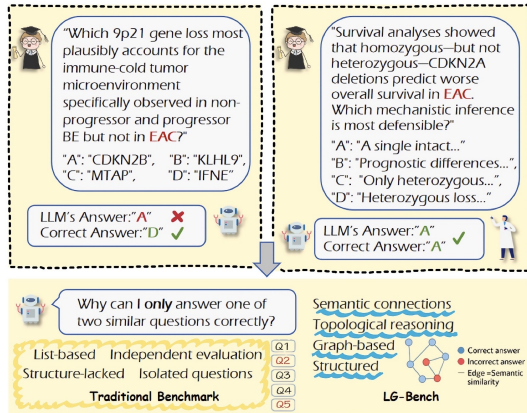 "Which 9p21 gene loss most
plausibly accounts for the
immune-cold tumor
microenvironment
specifically observed in non-
progressor and progressor
BE but not in EAC?"
"A": "CDKN2B", "B": "KLHL9",
"C": "MTAP", "D": "IFNE"
LLM's Answer:"A"
Correct Answer:"D"
"Survival analyses showed
that homozygous—but not
heterozygous—CDKN2A
deletions predict worse
overall survival in EAC.
Which mechanistic inference
is most defensible?"
"A": "A single intact..."
"B": "Prognostic differences...",
"C": "Only heterozygous...",
"D": "Heterozygous loss..."
LLM's Answer:"A"
Correct Answer:"A"
Why can I only answer one of
two similar questions correctly?
List-based Independent evaluation
Structure-lacked Isolated questions
Traditional Benchmark
Q1
Q2
Q3
Q4
Q5
Semantic connections
Topological reasoning
Graph-based
Structured
Correct answer
Incorrect answer
Edge =Semantic
similarity
LG-Bench